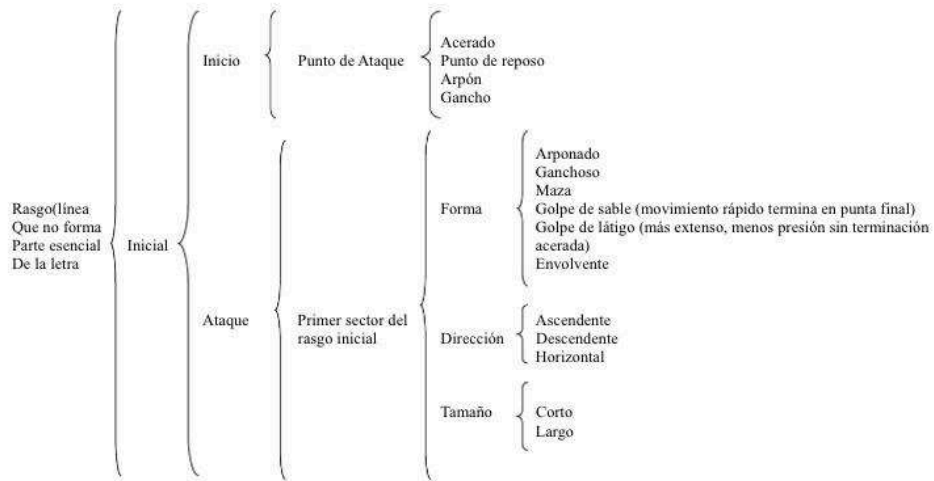 Rasgo(línea
Que no forma
Parte esencial
De la letra
Inicial
Inicio
Punto de Ataque
Acerado
Punto de reposo
Arpón
Gancho
Ataque
Primer sector del
rasgo inicial
Forma
Arponado
Ganchoso
Maza
Golpe de sable (movimiento rápido termina en punta final)
Golpe de látigo (más extenso, menos presión sin terminación
acerada)
Envolvente
Dirección
Ascendente
Descendente
Horizontal
Tamaño
Corto
Largo